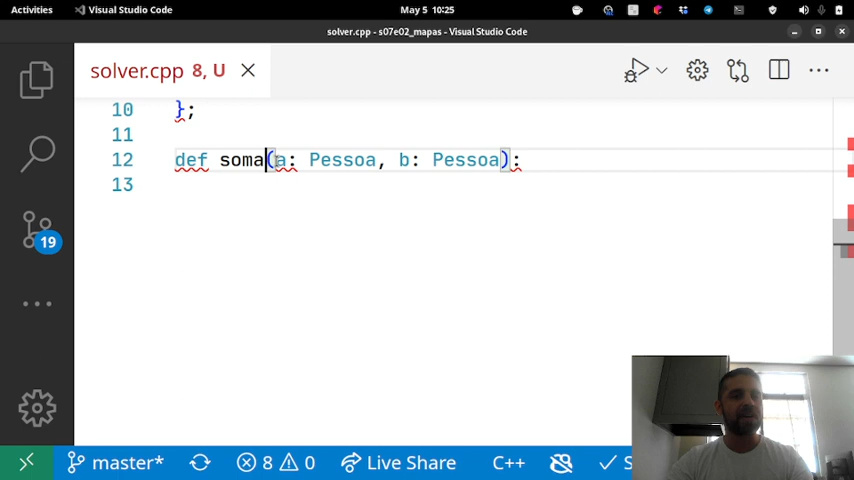 Activities
Visual Studio Code
May 5 10:25
solver.cpp - s07e02_mapas - Visual Studio Code
solver.cpp 8, U
10 };
11
12 def soma(a: Pessoa, b: Pessoa):
13
19
master*
8 0
Live Share
C++
S